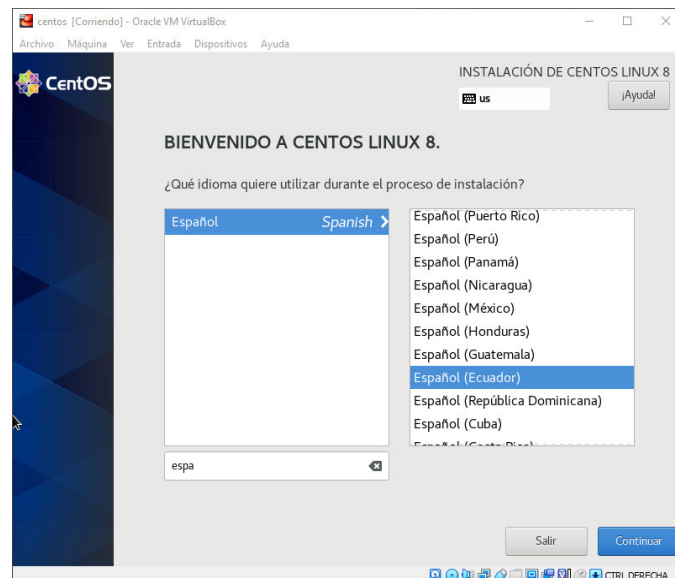 centos [Corriendo] - Oracle VM VirtualBox
Archivo Máquina Ver Entrada Dispositivos Ayuda
CentOS
INSTALACIÓN DE CENTOS LINUX 8
us
¡Ayuda!
BIENVENIDO A CENTOS LINUX 8.
¿Qué idioma quiere utilizar durante el proceso de instalación?
Español Spanish
Español (Puerto Rico)
Español (Perú)
Español (Panamá)
Español (Nicaragua)
Español (México)
Español (Honduras)
Español (Guatemala)
Español (Ecuador)
Español (República Dominicana)
Español (Cuba)
Español (Costa Rica)
espa
Salir
Continuar
CTRL DERECHA